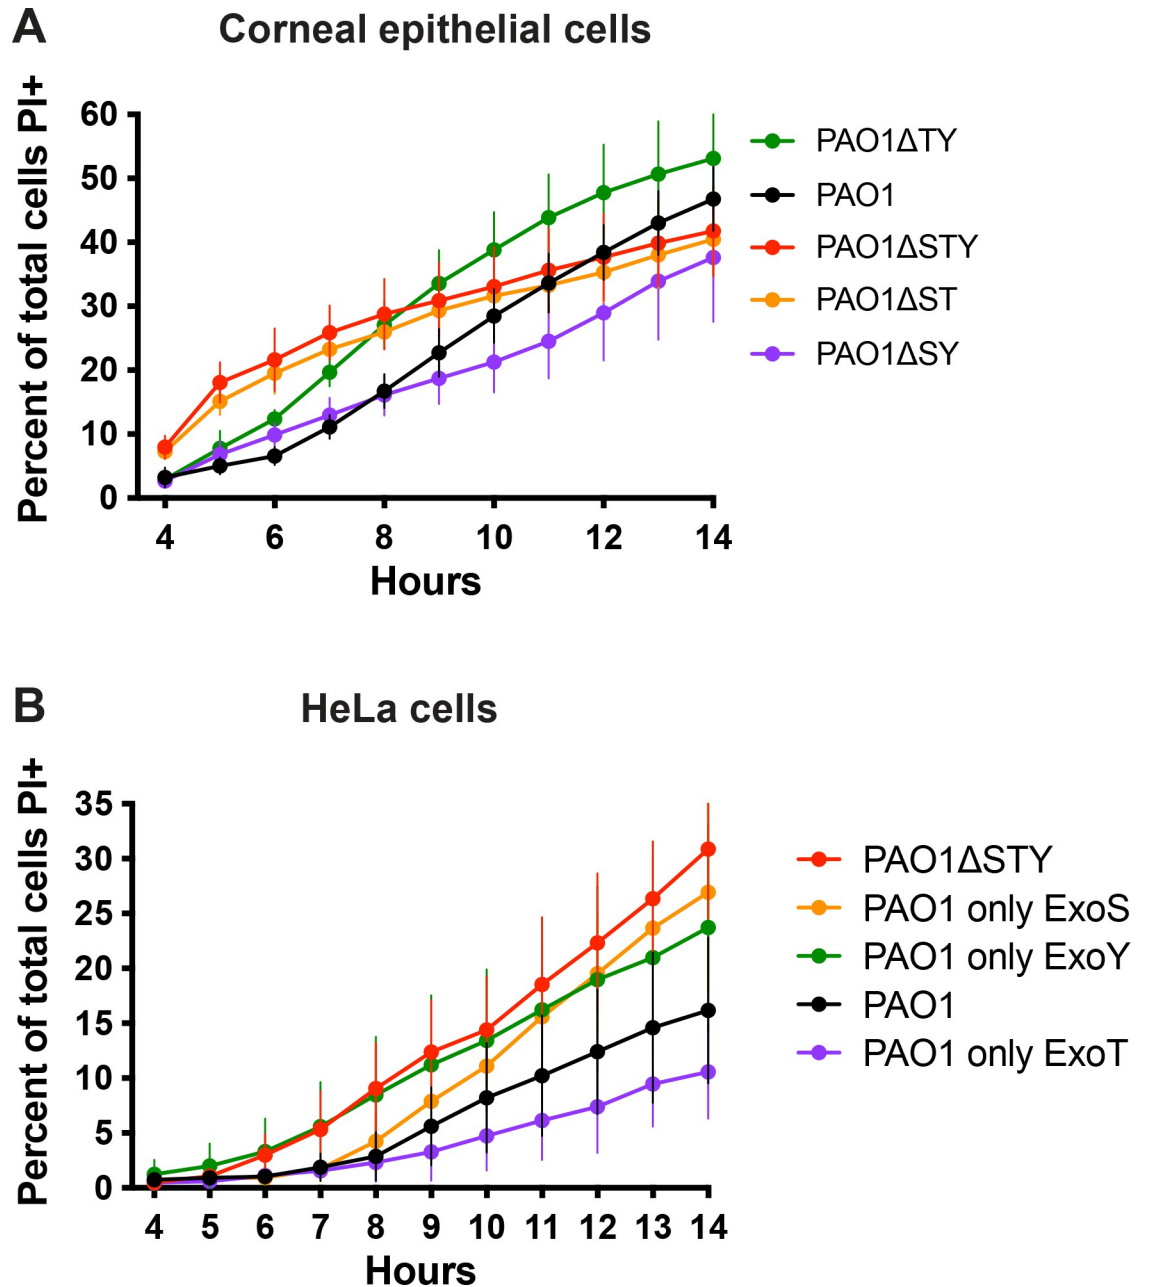 A
Corneal epithelial cells
Percent of total cells PI+
60
50
40
30
20
10
0
4 6 8 10 12 14
Hours
PAO1ΔTY
PAO1
PAO1ΔSTY
PAO1ΔST
PAO1ΔSY
B
HeLa cells
Percent of total cells PI+
35
30
25
20
15
10
5
0
4 5 6 7 8 9 10 11 12 13 14
Hours
PAO1ΔSTY
PAO1 only ExoS
PAO1 only ExoY
PAO1
PAO1 only ExoT